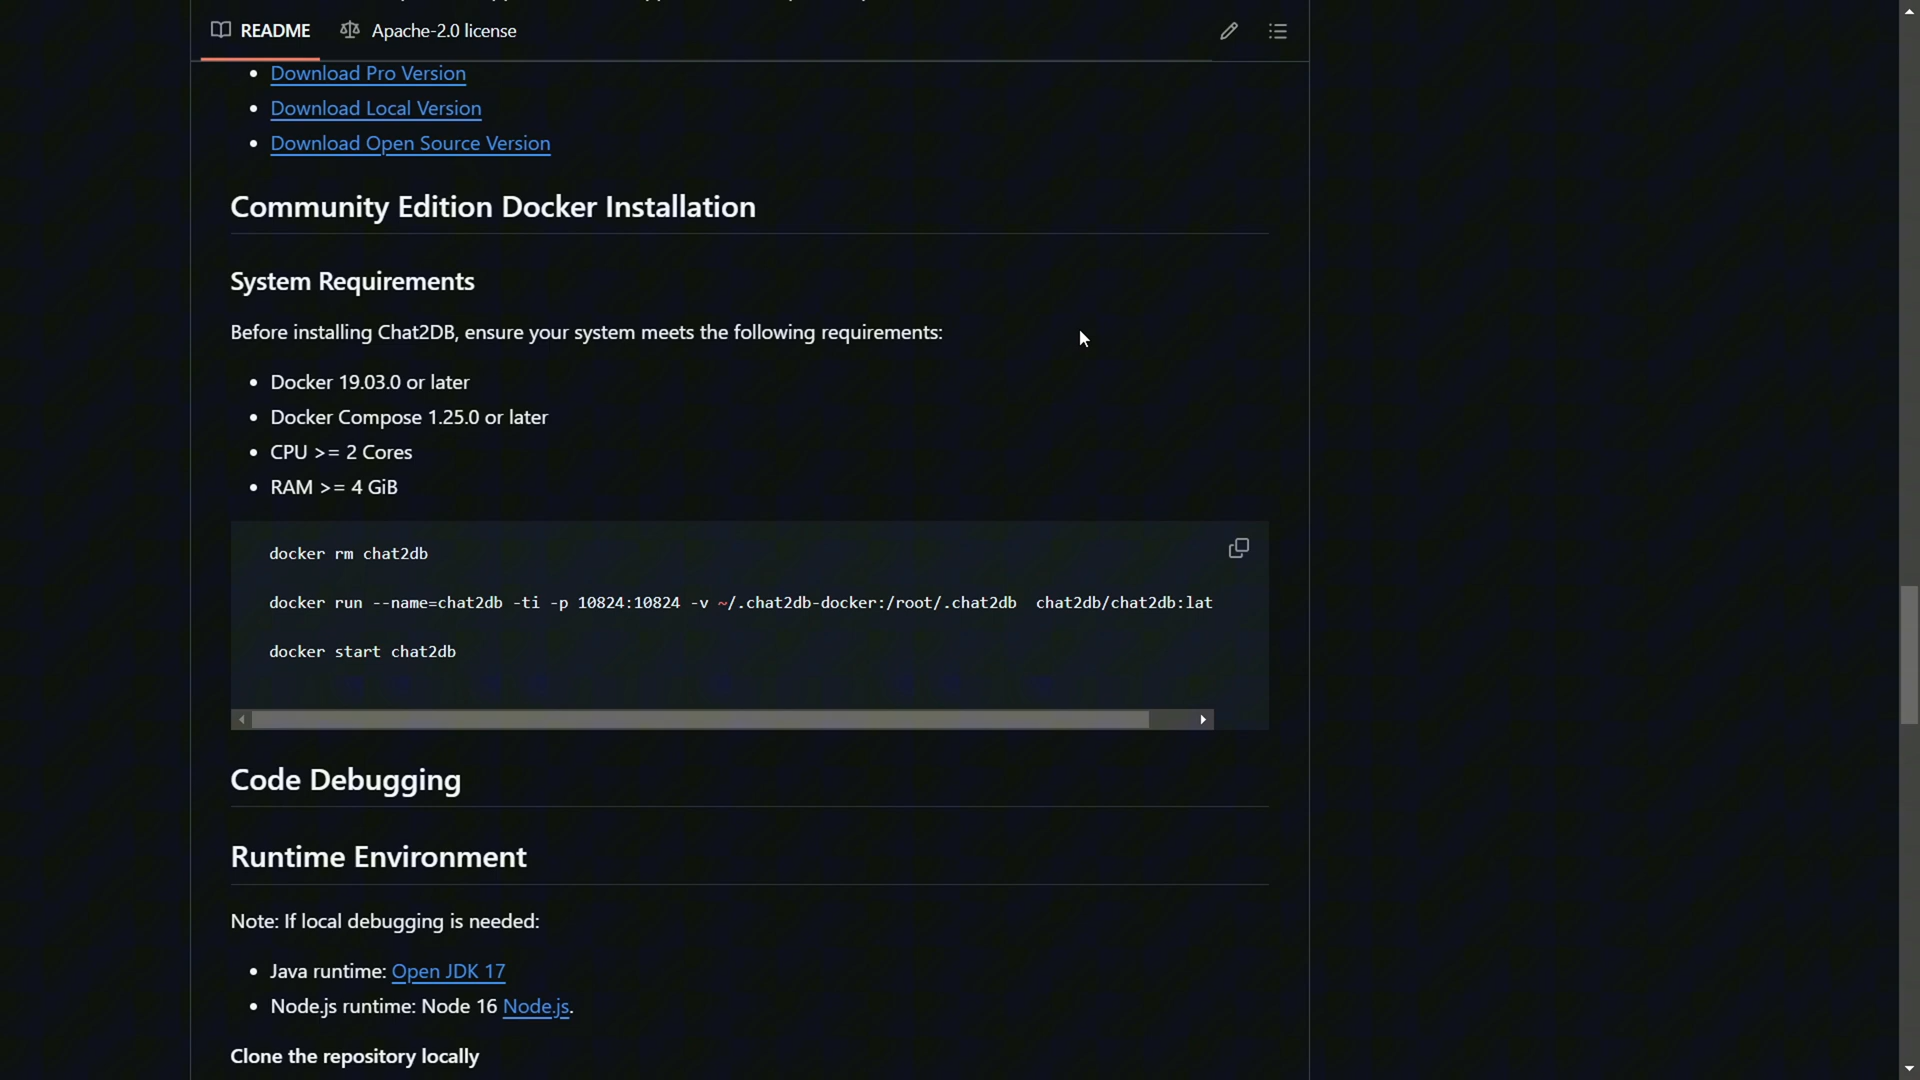 README Apache-2.0 license
Download Pro Version
Download Local Version
Download Open Source Version
Community Edition Docker Installation
System Requirements
Before installing Chat2DB, ensure your system meets the following requirements:
Docker 19.03.0 or later
Docker Compose 1.25.0 or later
CPU >= 2 Cores
RAM >= 4 GiB
docker rm chat2db
docker run --name=chat2db -ti -p 10824:10824 -v ~/.chat2db-docker:/root/.chat2db  chat2db/chat2db:lat
docker start chat2db
Code Debugging
Runtime Environment
Note: If local debugging is needed:
Java runtime: Open JDK 17
Node.js runtime: Node 16 Node.js.
Clone the repository locally